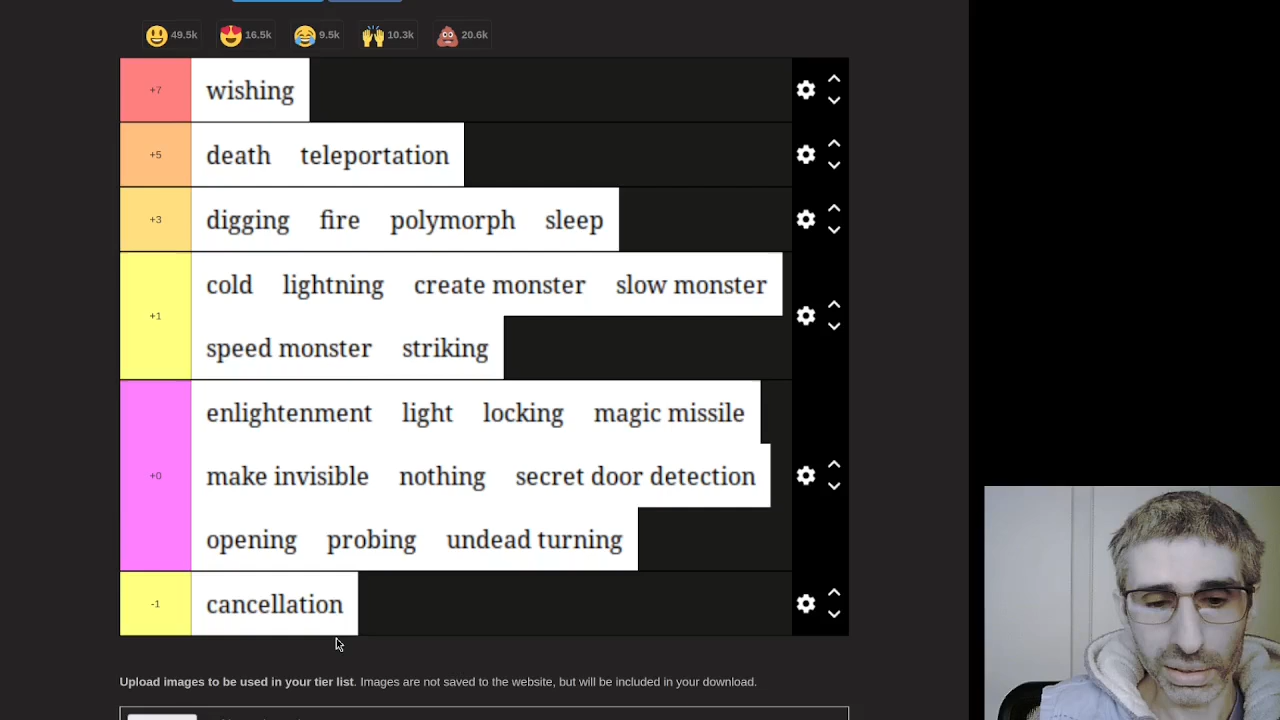 49.5k 16.5k 9.5k 10.3k 20.6k
+7 wishing
+5 death teleportation
+3 digging fire polymorph sleep
cold lightning create monster slow monster
+1
speed monster striking
enlightenment light locking magic missile
+0 make invisible nothing secret door detection
opening probing undead turning
-1 cancellation
Upload images to be used in your tier list. Images are not saved to the website, but will be included in your download.